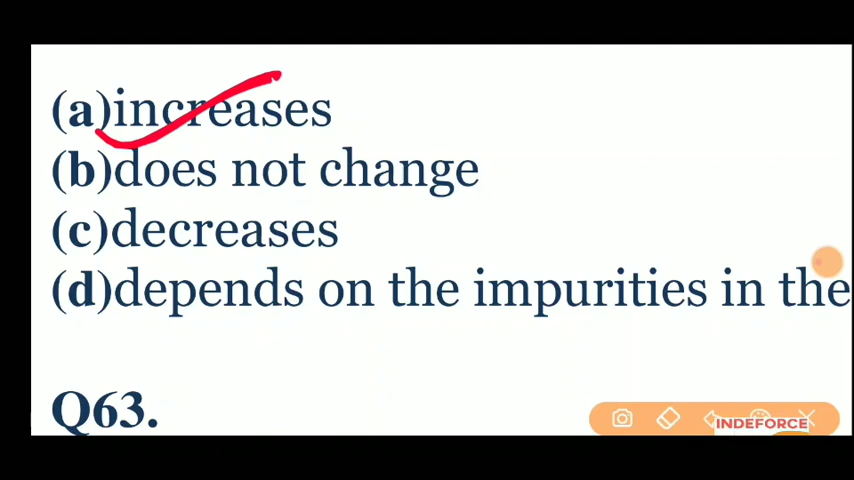 (a)increases
(b)does not change
(c)decreases
(d)depends on the impurities in the
Q63.
INDEFORCE